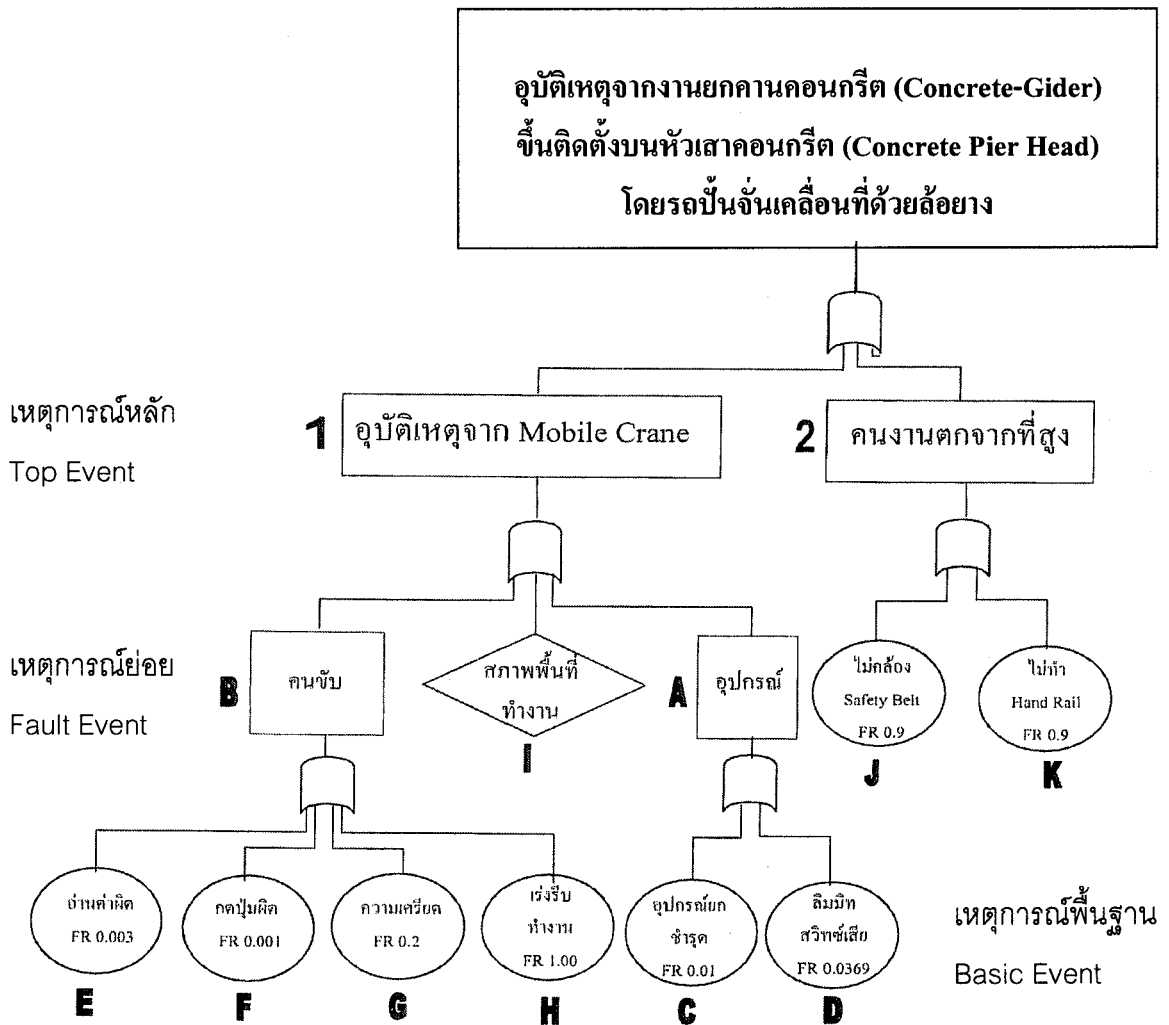 อุบัติเหตุจากงานยกคานคอนกรีต (Concrete-Gider)
ขึ้นติดตั้งบนหัวเสาคอนกรีต (Concrete Pier Head)
โดยรถปั้นจั่นเคลื่อนที่ด้วยล้อยาง
เหตุการณ์หลัก
Top Event
1
อุบัติเหตุจาก Mobile Crane
2
คนงานตกจากที่สูง
เหตุการณ์ย่อย
Fault Event
B
คนขับ
สภาพพื้นที่
ทำงาน
I
A
อุปกรณ์
ไม่กล้อง
Safety Belt
FR 0.9
J
ไม่ทำ
Hand Rail
FR 0.9
K
อ่านค่าผิด
FR 0.003
E
กดปุ่มผิด
FR 0.001
F
ความเครียด
FR 0.2
G
เร่งรีบ
ทำงาน
FR 1.00
H
อุปกรณ์ยก
ชำรุด
FR 0.01
C
ลิมมิท
สวิทซ์เสีย
FR 0.0369
D
เหตุการณ์พื้นฐาน
Basic Event